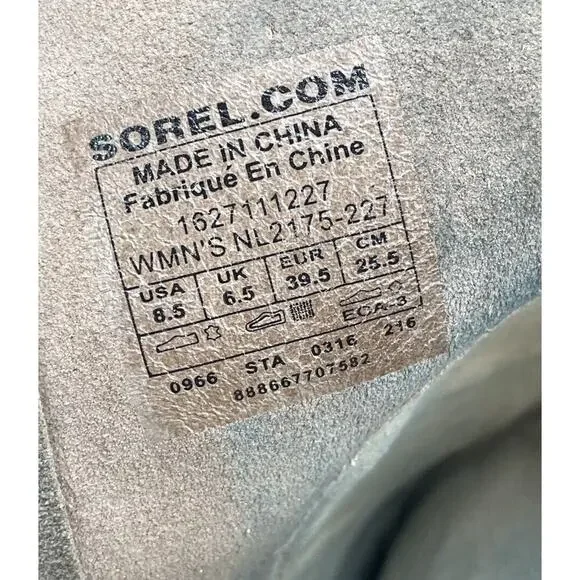 SOREL.COM
MADE IN CHINA
Fabriqué En Chine
1627111227
WMN'S NL2175-227
USA UK EUR CM
8.5 6.5 39.5 25.5
ECA-3
0966 STA 0316 216
888667707582